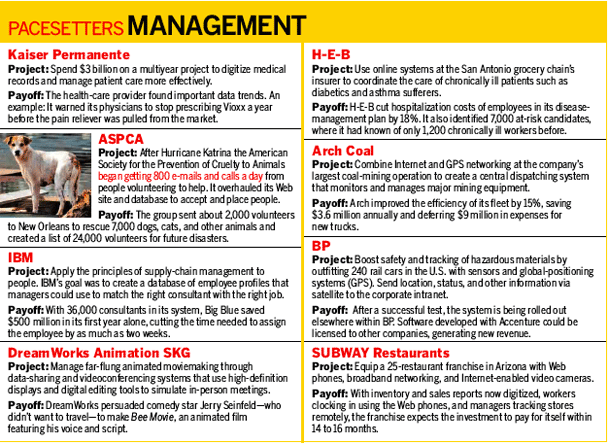 PACESETTERS MANAGEMENT
Kaiser Permanente
Project: Spend $3 billion on a multiyear project to digitize medical
records and manage patient care more effectively.
Payoff: The health-care provider found important data trends. An
example: It warned its physicians to stop prescribing Vioxx a year
before the pain reliever was pulled from the market.
ASPCA
Project: After Hurricane Katrina the American
Society for the Prevention of Cruelty to Animals
began getting 800 e-mails and calls a day from
people volunteering to help. It overhauled its Web
site and database to accept and place people.
Payoff: The group sent about 2,000 volunteers
to New Orleans to rescue 7,000 dogs, cats, and other animals and
created a list of 24,000 volunteers for future disasters.
IBM
Project: Apply the principles of supply-chain management to
people. IBM's goal was to create a database of employee profiles that
managers could use to match the right consultant with the right job.
Payoff: With 36,000 consultants in its system, Big Blue saved
$500 million in its first year alone, cutting the time needed to assign
the employee by as much as two weeks.
DreamWorks Animation SKG
Project: Manage far-flung animated moviemaking through
data-sharing and videoconferencing systems that use high-definition
displays and digital editing tools to simulate in-person meetings.
Payoff: DreamWorks persuaded comedy star Jerry Seinfeld—who
didn't want to travel—to make Bee Movie, an animated film
featuring his voice and script.
H-E-B
Project: Use online systems at the San Antonio grocery chain's
insurer to coordinate the care of chronically ill patients such as
diabetics and asthma sufferers.
Payoff: H-E-B cut hospitalization costs of employees in its disease-
management plan by 18%. It also identified 7,000 at-risk candidates,
where it had known of only 1,200 chronically ill workers before.
Arch Coal
Project: Combine Internet and GPS networking at the company's
largest coal-mining operation to create a central dispatching system
that monitors and manages major mining equipment.
Payoff: Arch improved the efficiency of its fleet by 15%, saving
$3.6 million annually and deferring $9 million in expenses for
new trucks.
BP
Project: Boost safety and tracking of hazardous materials by
outfitting 240 rail cars in the U.S. with sensors and global-positioning
systems (GPS). Send location, status, and other information via
satellite to the corporate intranet.
Payoff: After a successful test, the system is being rolled out
elsewhere within BP. Software developed with Accenture could be
licensed to other companies, generating new revenue.
SUBWAY Restaurants
Project: Equip a 25-restaurant franchise in Arizona with Web
phones, broadband networking, and Internet-enabled video cameras.
Payoff: With inventory and sales reports now digitized, workers
clocking in using the Web phones, and managers tracking stores
remotely, the franchise expects the investment to pay for itself within
14 to 16 months.